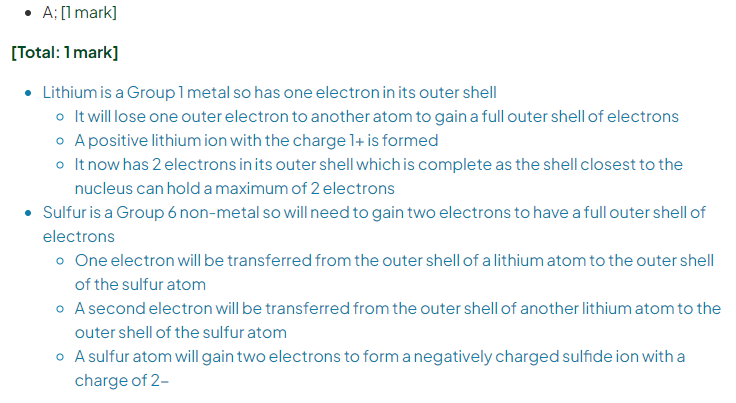 • A; [1 mark]
[Total: 1 mark]
• Lithium is a Group 1 metal so has one electron in its outer shell
◦ It will lose one outer electron to another atom to gain a full outer shell of electrons
◦ A positive lithium ion with the charge 1+ is formed
◦ It now has 2 electrons in its outer shell which is complete as the shell closest to the
nucleus can hold a maximum of 2 electrons
• Sulfur is a Group 6 non-metal so will need to gain two electrons to have a full outer shell of
electrons
◦ One electron will be transferred from the outer shell of a lithium atom to the outer shell
of the sulfur atom
◦ A second electron will be transferred from the outer shell of another lithium atom to the
outer shell of the sulfur atom
◦ A sulfur atom will gain two electrons to form a negatively charged sulfide ion with a
charge of 2–